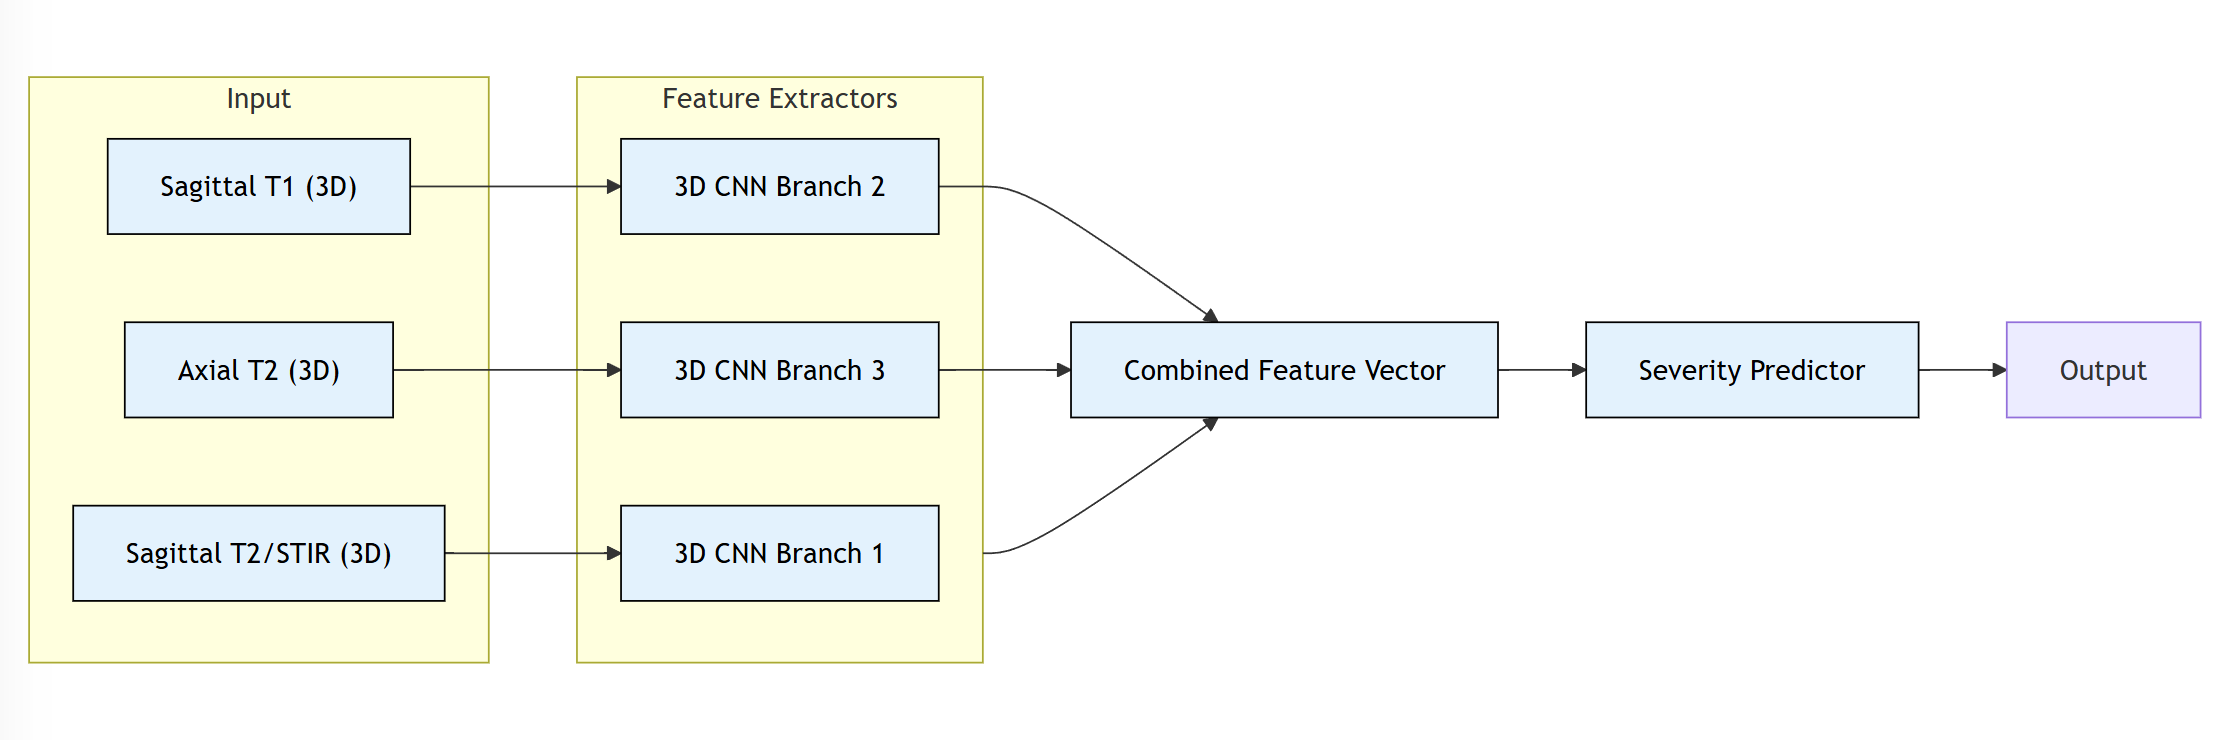 Input
Sagittal T1 (3D)
Axial T2 (3D)
Sagittal T2/STIR (3D)
Feature Extractors
3D CNN Branch 2
3D CNN Branch 3
3D CNN Branch 1
Combined Feature Vector
Severity Predictor
Output